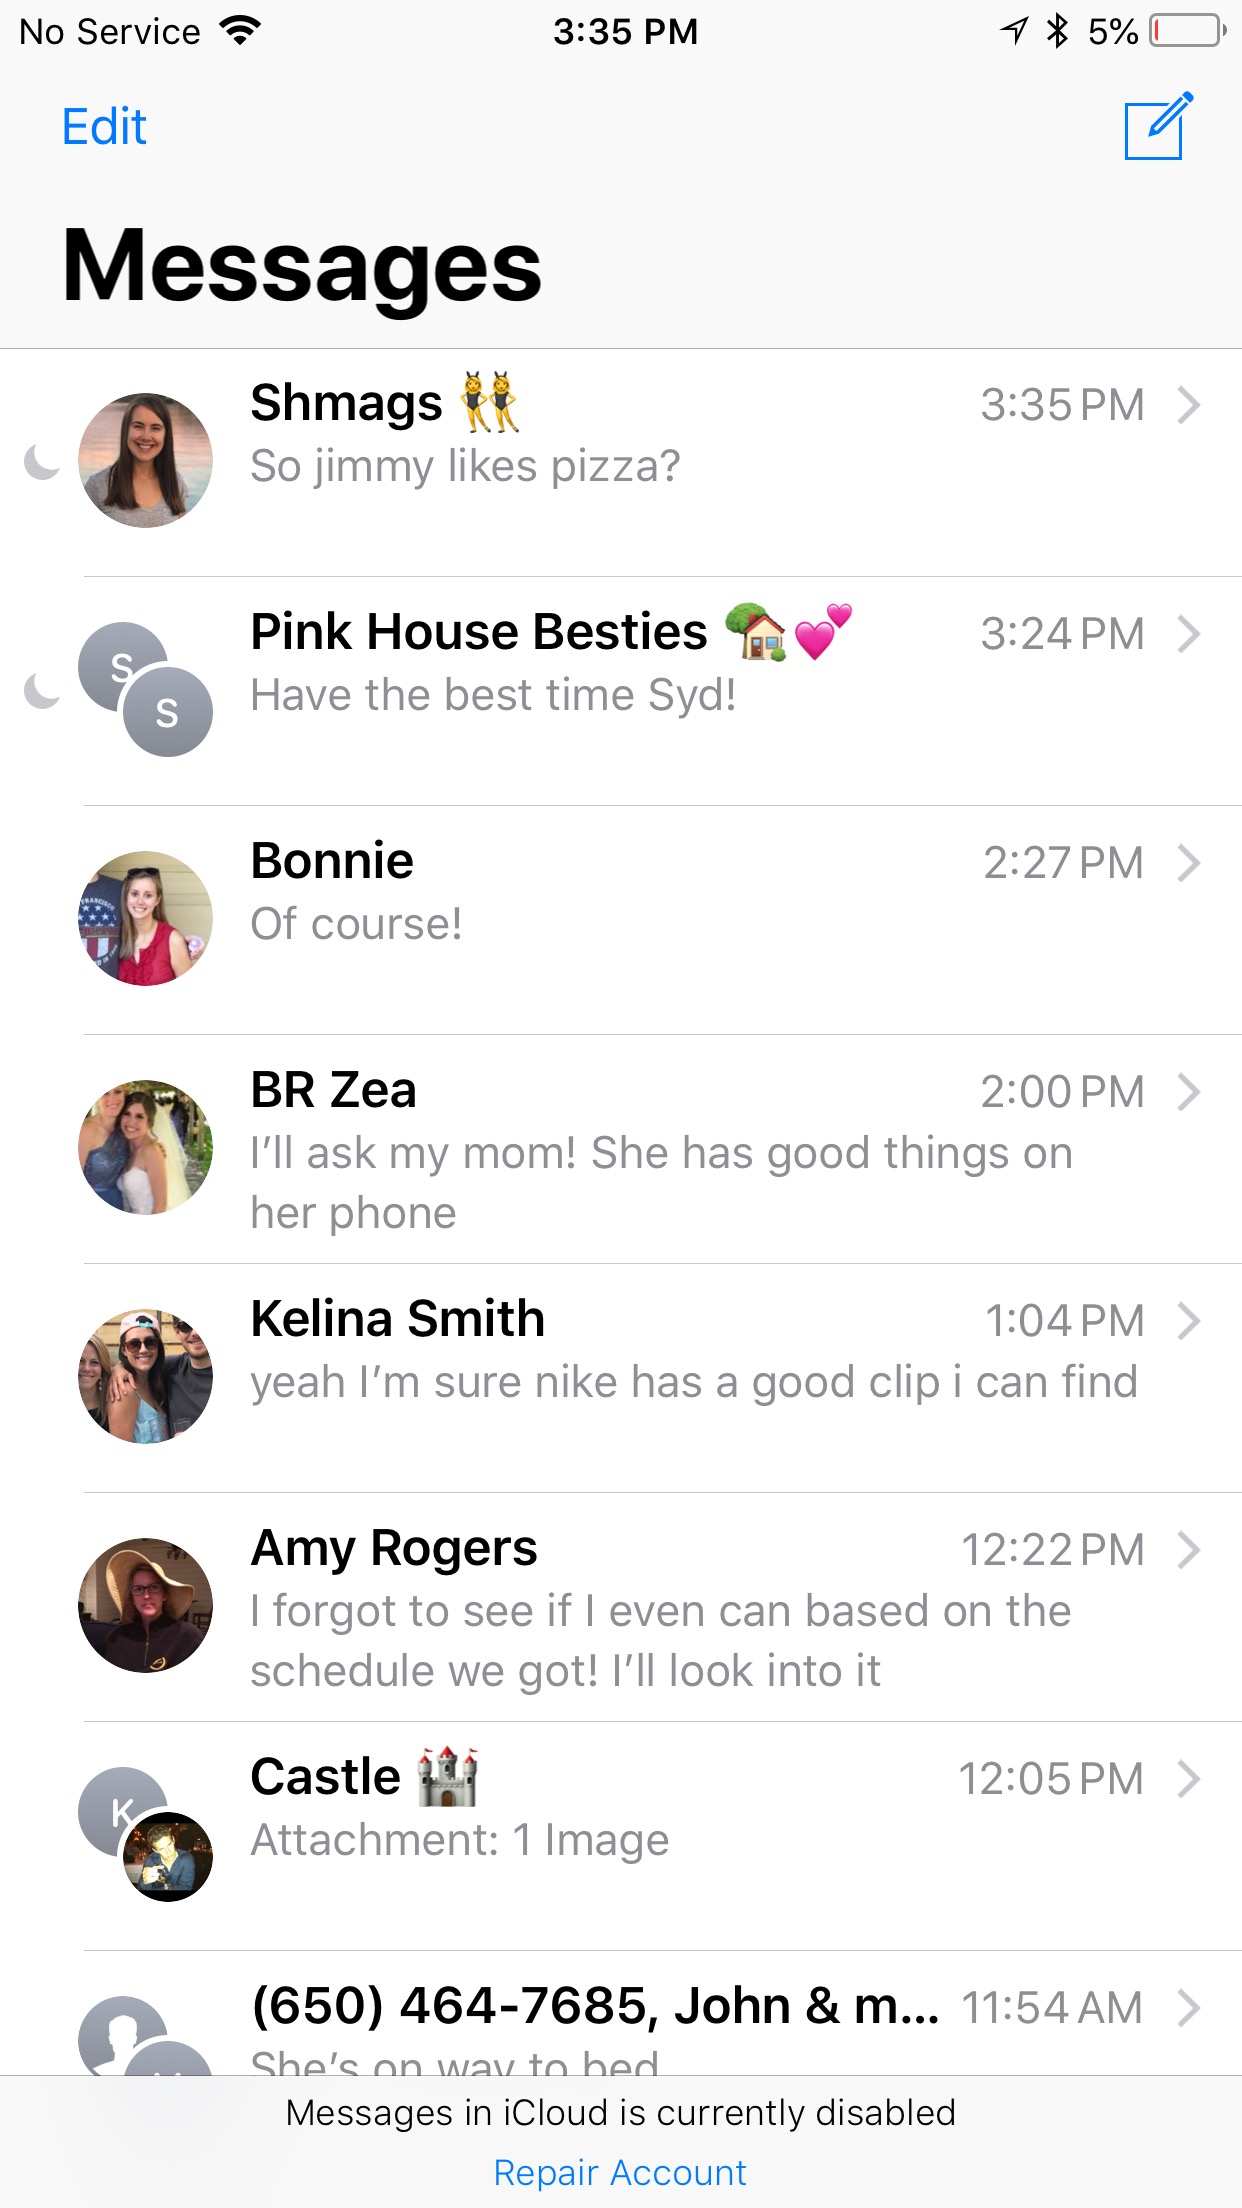 No Service 3:35 PM 5%
Edit
Messages
Shmags 👯 3:35 PM
So jimmy likes pizza?
S
S
Pink House Besties 🏡💕 3:24 PM
Have the best time Syd!
Bonnie 2:27 PM
Of course!
BR Zea 2:00 PM
I’ll ask my mom! She has good things on
her phone
Kelina Smith 1:04 PM
yeah I’m sure nike has a good clip i can find
Amy Rogers 12:22 PM
I forgot to see if I even can based on the
schedule we got! I’ll look into it
K
Castle 🏰 12:05 PM
Attachment: 1 Image
(650) 464-7685, John & m... 11:54 AM
She’s on way to bed
Messages in iCloud is currently disabled
Repair Account